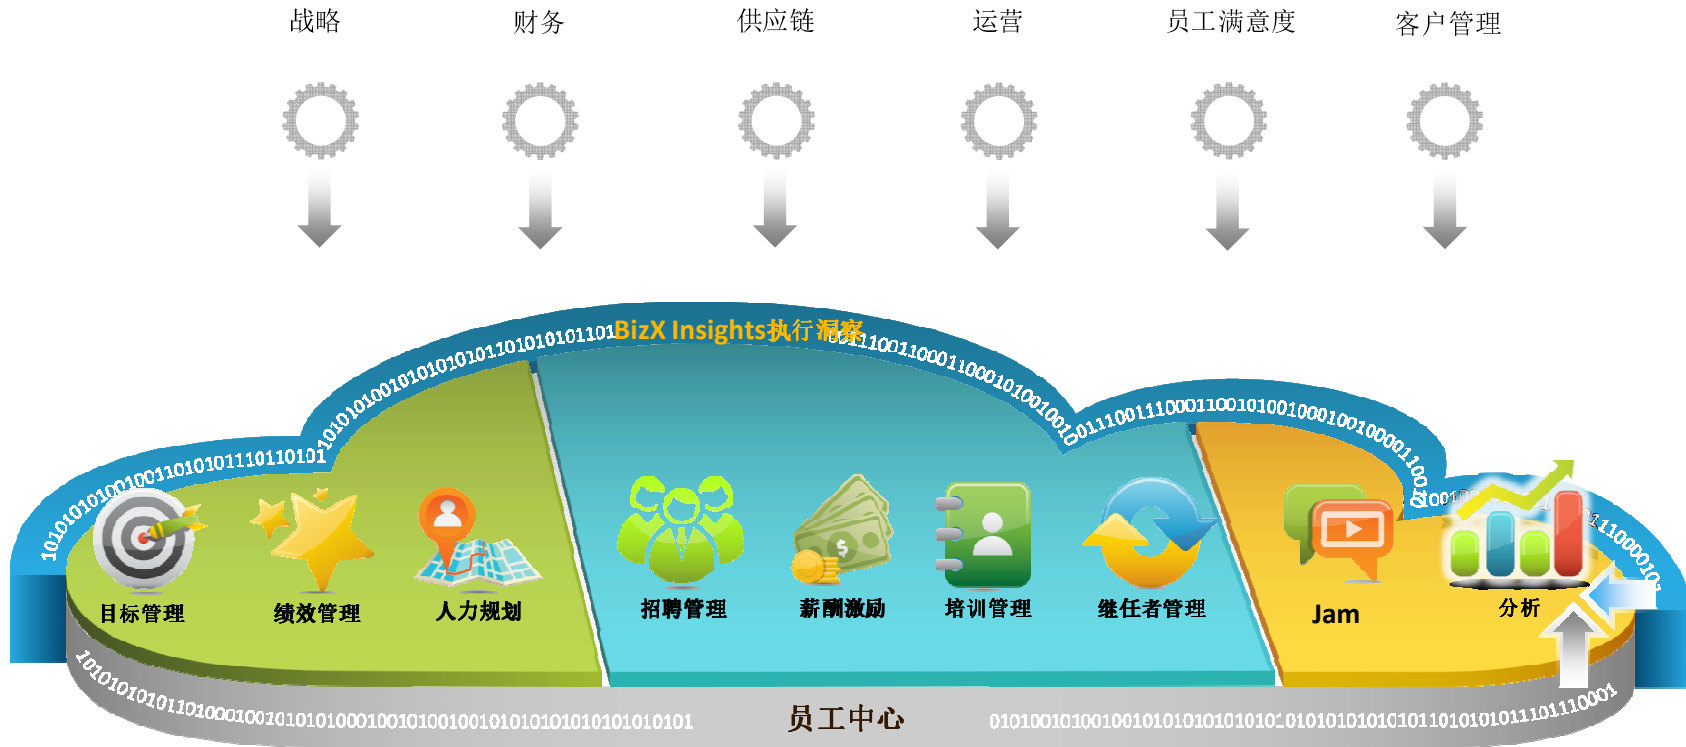 战略
财务
供应链
运营
员工满意度
客户管理
BizX Insights执行洞察
目标管理
绩效管理
人力规划
招聘管理
薪酬激励
培训管理
继任者管理
Jam
分析
员工中心